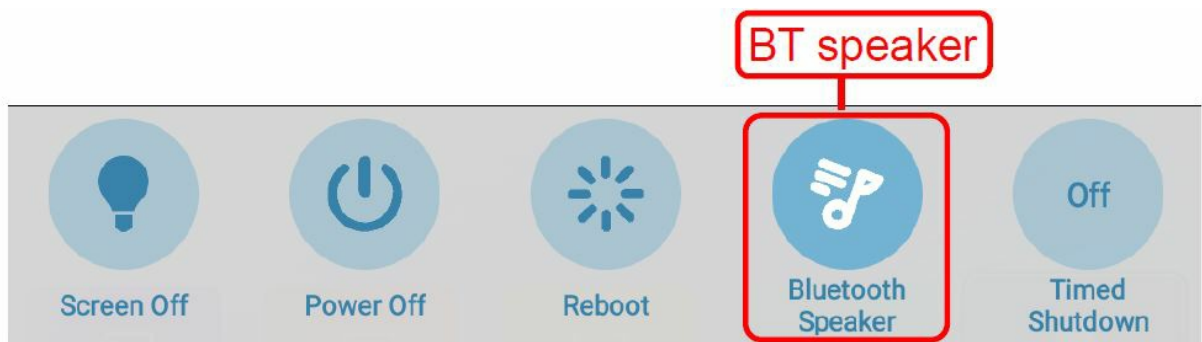 BT speaker
Off
Screen Off
Power Off
Reboot
Bluetooth
Speaker
Timed
Shutdown